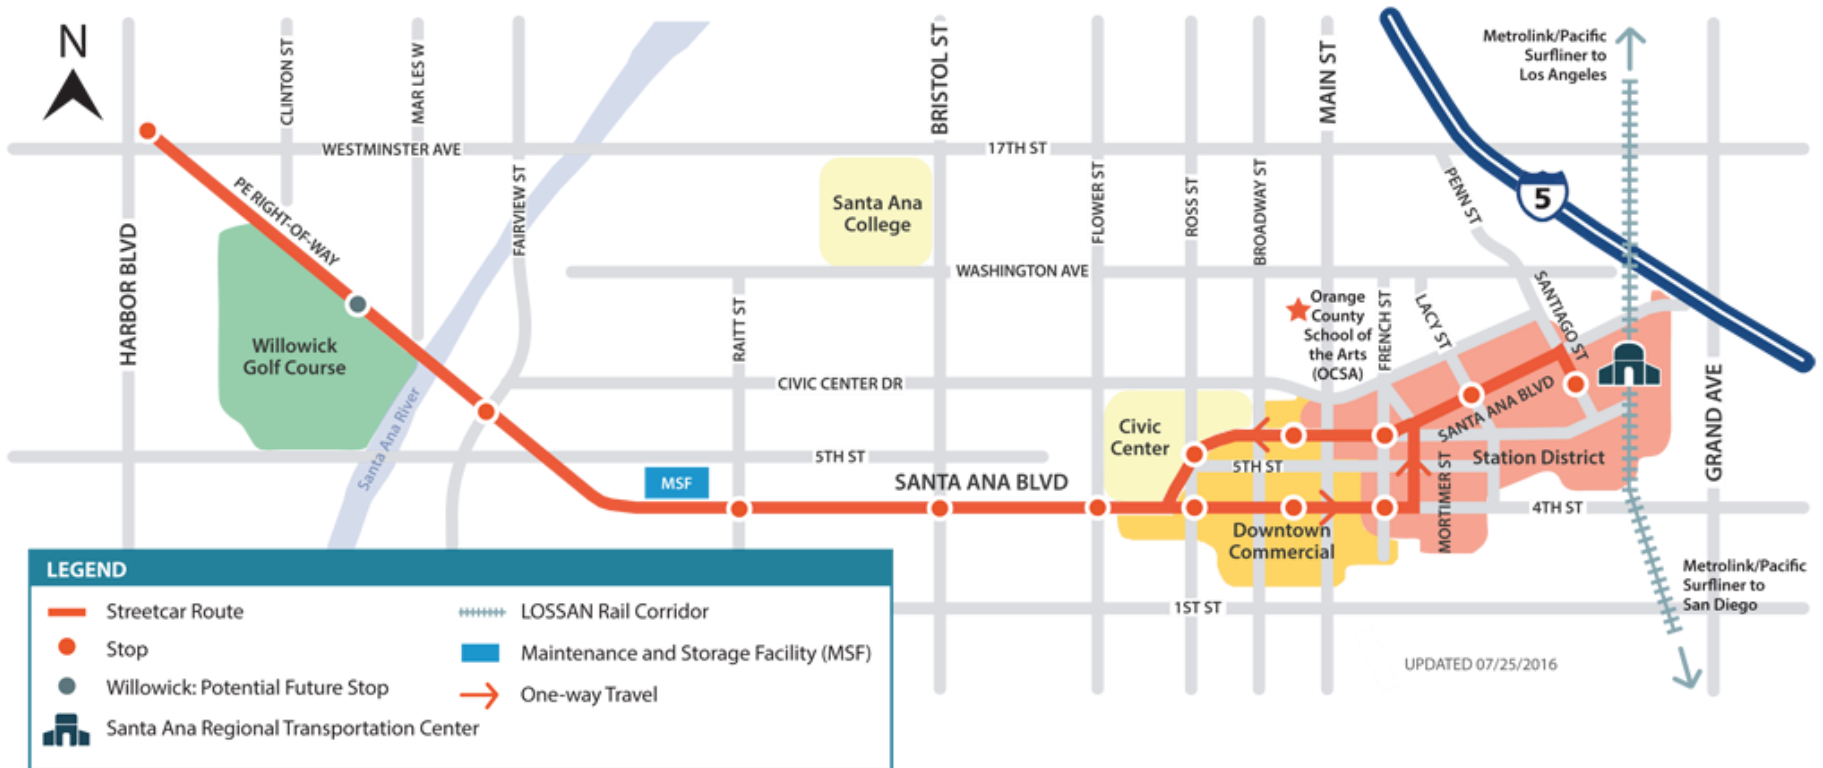 N
CLINTON ST
MAR LES W
BRISTOL ST
MAIN ST
Metrolink/Pacific
Surfliner to
Los Angeles
WESTMINSTER AVE
17TH ST
PE RIGHT-OF-WAY
FAIRVIEW ST
Santa Ana
College
FLOWER ST
ROSS ST
BROADWAY ST
PENN ST
5
HARBOR BLVD
WASHINGTON AVE
Willowick
Golf Course
RAITT ST
Orange
County
School of
the Arts
(OCSA)
FRENCH ST
LACY ST
SANTIAGO ST
CIVIC CENTER DR
Santa Ana River
Civic
Center
SANTA ANA BLVD
GRAND AVE
5TH ST
5TH ST
Station District
MSF
SANTA ANA BLVD
MORTIMER ST
4TH ST
Downtown
Commercial
Metrolink/Pacific
Surfliner to
San Diego
1ST ST
UPDATED 07/25/2016
LEGEND
Streetcar Route
Stop
Willowick: Potential Future Stop
Santa Ana Regional Transportation Center
LOSSAN Rail Corridor
Maintenance and Storage Facility (MSF)
One-way Travel